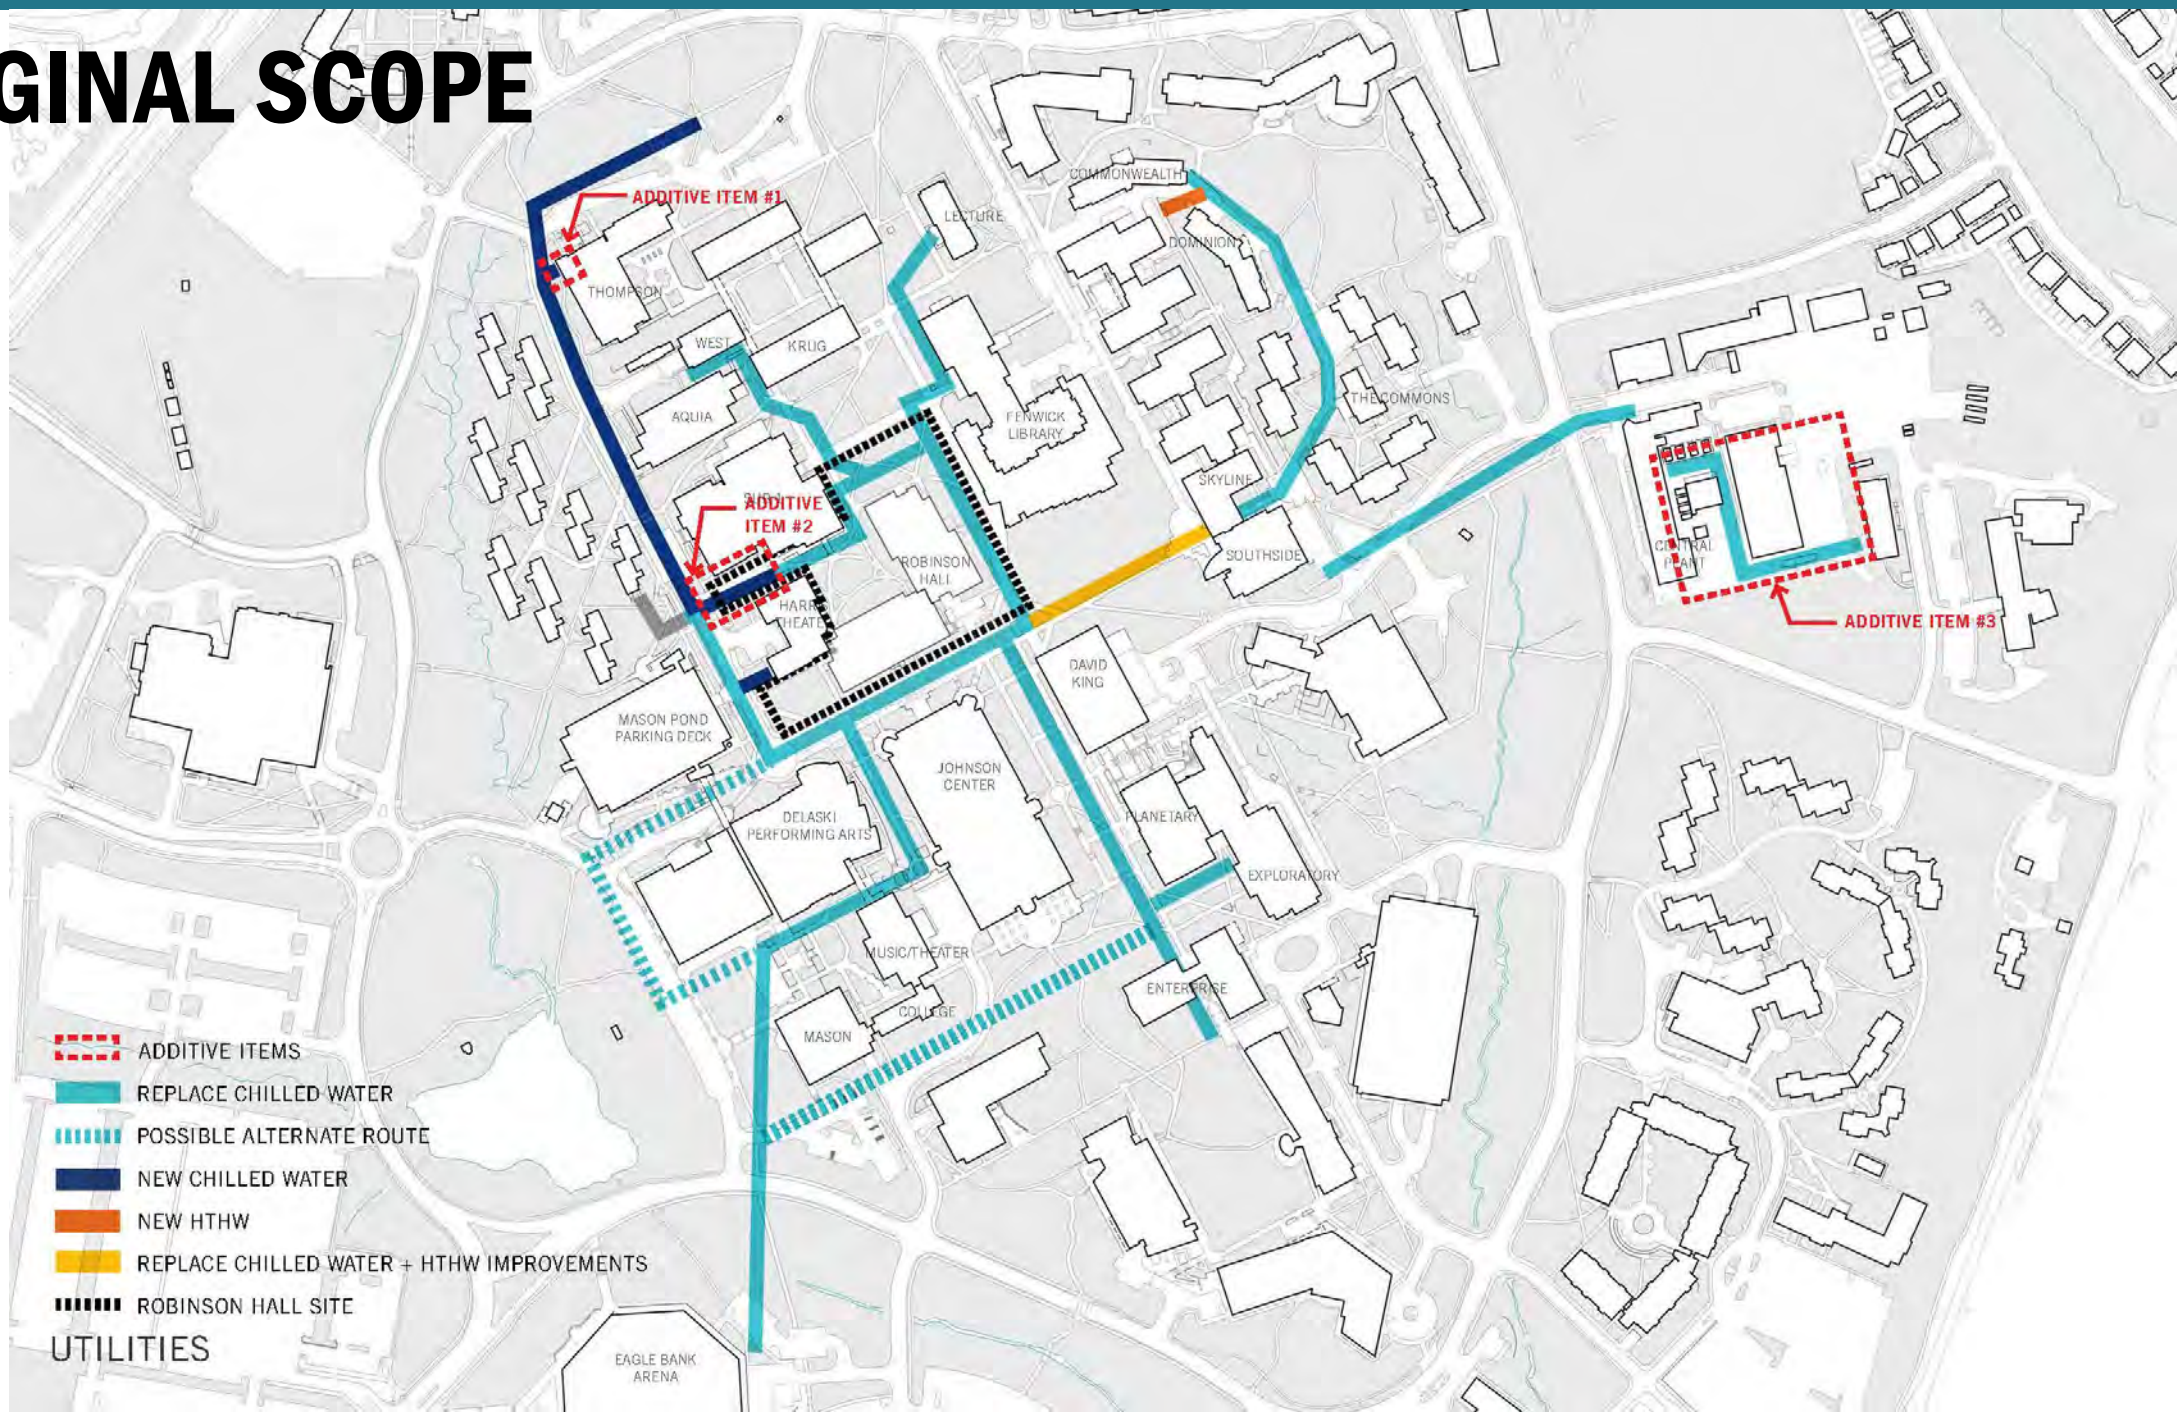 GINAL SCOPE
ADDITIVE ITEM #1
COMMONWEALTH
LECTURE
DOMINION
THOMPSON
WEST
KRUG
THE COMMONS
AQUIA
FENWICK
LIBRARY
SKYLINE
ADDITIVE
ITEM #2
SOUTHSIDE
ROBINSON
HALL
CENTRAL
PLANT
HARRIS
THEATER
ADDITIVE ITEM #3
DAVID
KING
MASON POND
PARKING DECK
JOHNSON
CENTER
DELASKI
PERFORMING ARTS
PLANETARY
EXPLORATORY
MUSIC/THEATER
ENTERPRISE
COLLEGE
MASON
ADDITIVE ITEMS
REPLACE CHILLED WATER
POSSIBLE ALTERNATE ROUTE
NEW CHILLED WATER
NEW HTHW
REPLACE CHILLED WATER + HTHW IMPROVEMENTS
ROBINSON HALL SITE
UTILITIES
EAGLE BANK
ARENA